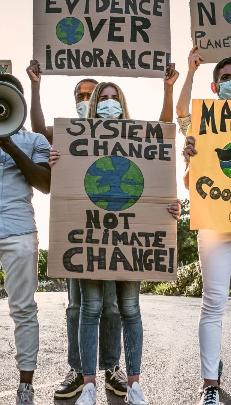 EVIDENCE
OVER
iGNORANCE!
SYSTEM
CHANGE
NOT
CLIMATE
CHANGE!